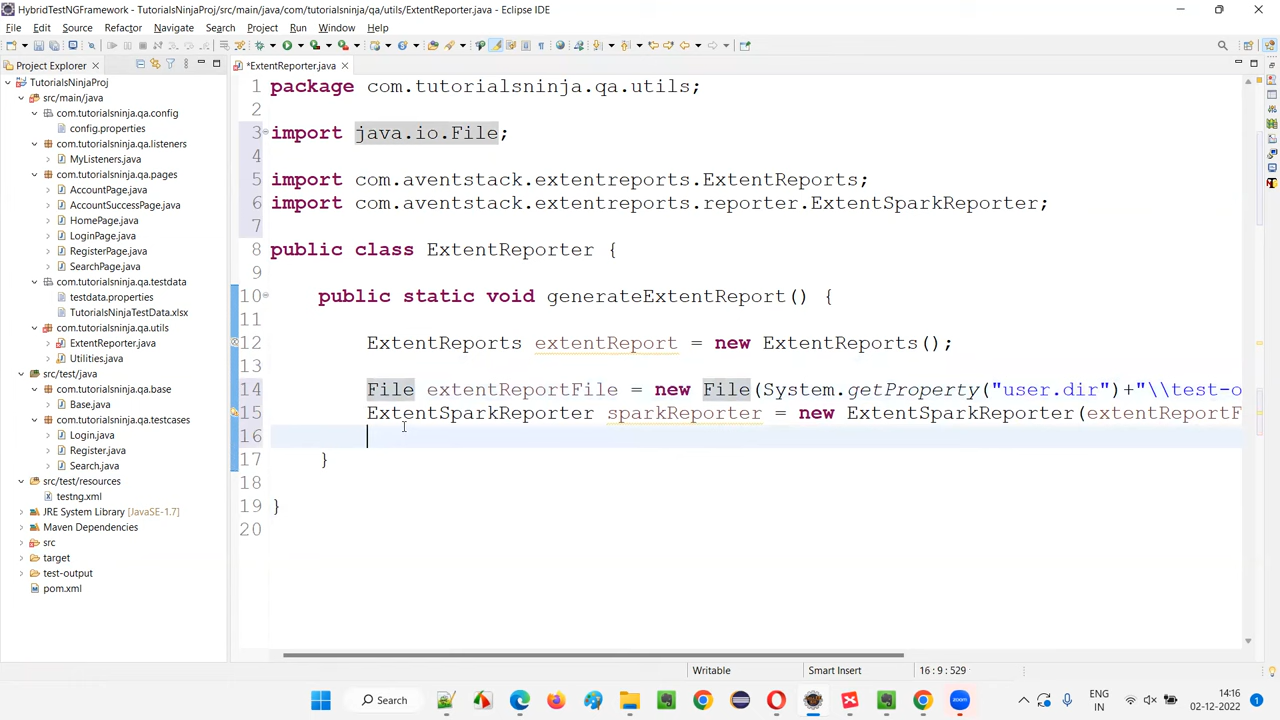 HybridTestNGFramework - TutorialsNinjaProj/src/main/java/com/tutorialsninja/qa/utils/ExtentReporter.java - Eclipse IDE
File Edit Source Refactor Navigate Search Project Run Window Help
Project Explorer
*ExtentReporter.java
TutorialsNinjaProj
src/main/java
com.tutorialsninja.qa.config
config.properties
com.tutorialsninja.qa.listeners
MyListeners.java
com.tutorialsninja.qa.pages
AccountPage.java
AccountSuccessPage.java
HomePage.java
LoginPage.java
RegisterPage.java
SearchPage.java
com.tutorialsninja.qa.testdata
testdata.properties
TutorialsNinjaTestData.xlsx
com.tutorialsninja.qa.utils
ExtentReporter.java
Utilities.java
src/test/java
com.tutorialsninja.qa.base
Base.java
com.tutorialsninja.qa.testcases
Login.java
Register.java
Search.java
src/test/resources
testng.xml
JRE System Library [JavaSE-1.7]
Maven Dependencies
src
target
test-output
pom.xml
1 package com.tutorialsninja.qa.utils;
2
3 import java.io.File;
4
5 import com.aventstack.extentreports.ExtentReports;
6 import com.aventstack.extentreports.reporter.ExtentSparkReporter;
7
8 public class ExtentReporter {
9
10 public static void generateExtentReport() {
11
12 ExtentReports extentReport = new ExtentReports();
13
14 File extentReportFile = new File(System.getProperty("user.dir")+"\\test-o
15 ExtentSparkReporter sparkReporter = new ExtentSparkReporter(extentReportF
16
17 }
18
19 }
20
Writable Smart Insert 16 : 9 : 529
Search
ENG
IN
14:16
02-12-2022
1